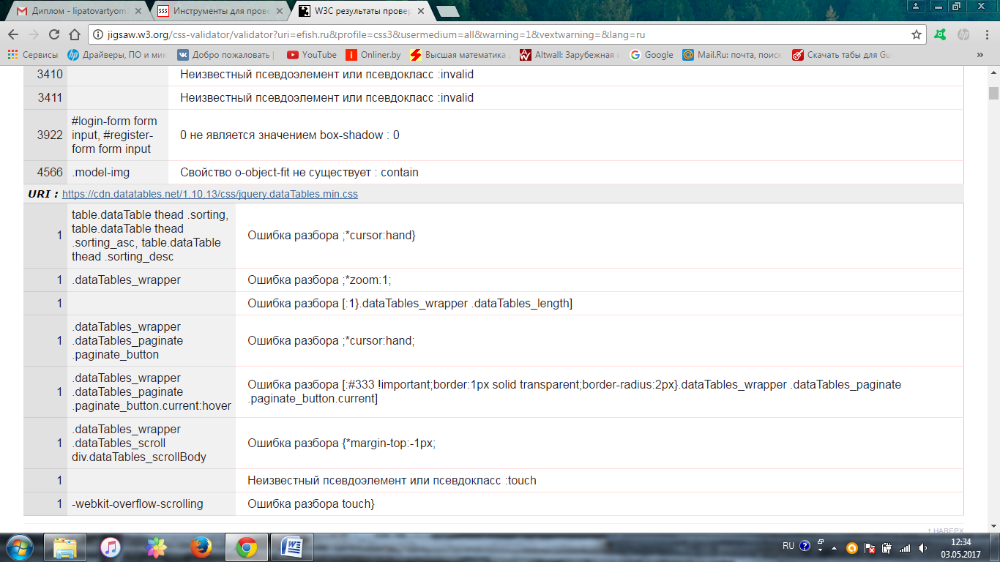 Диплом - lipatovartyom
Инструменты для прове
W3C результаты провер
jigsaw.w3.org/css-validator/validator?uri=efish.ru&profile=css3&usermedium=all&warning=1&vextwarning=&lang=ru
Сервисы
Драйверы, ПО и мик
Добро пожаловать |
YouTube
Onliner.by
Высшая математика
Altwall: Зарубежная
Google
Mail.Ru: почта, поиск
Скачать табы для Gu
»
3410 Неизвестный псевдоэлемент или псевдокласс :invalid
3411 Неизвестный псевдоэлемент или псевдокласс :invalid
#login-form form
3922 input, #register- 0 не является значением box-shadow : 0
form form input
4566 .model-img Свойство o-object-fit не существует : contain
URI : https://cdn.datatables.net/1.10.13/css/jquery.dataTables.min.css
table.dataTable thead .sorting,
table.dataTable thead
1 .sorting_asc, table.dataTable Ошибка разбора ;*cursor:hand}
thead .sorting_desc
1 .dataTables_wrapper Ошибка разбора ;*zoom:1;
1 Ошибка разбора [:1}.dataTables_wrapper .dataTables_length]
.dataTables_wrapper
1 .dataTables_paginate Ошибка разбора ;*cursor:hand;
.paginate_button
.dataTables_wrapper
1 .dataTables_paginate Ошибка разбора [:#333 !important;border:1px solid transparent;border-radius:2px}.dataTables_wrapper .dataTables_paginate
.paginate_button.current:hover .paginate_button.current]
.dataTables_wrapper
1 .dataTables_scroll Ошибка разбора {*margin-top:-1px;
div.dataTables_scrollBody
1 Неизвестный псевдоэлемент или псевдокласс :touch
1 -webkit-overflow-scrolling Ошибка разбора touch}
↑ НАВЕРХ
RU
12:34
03.05.2017